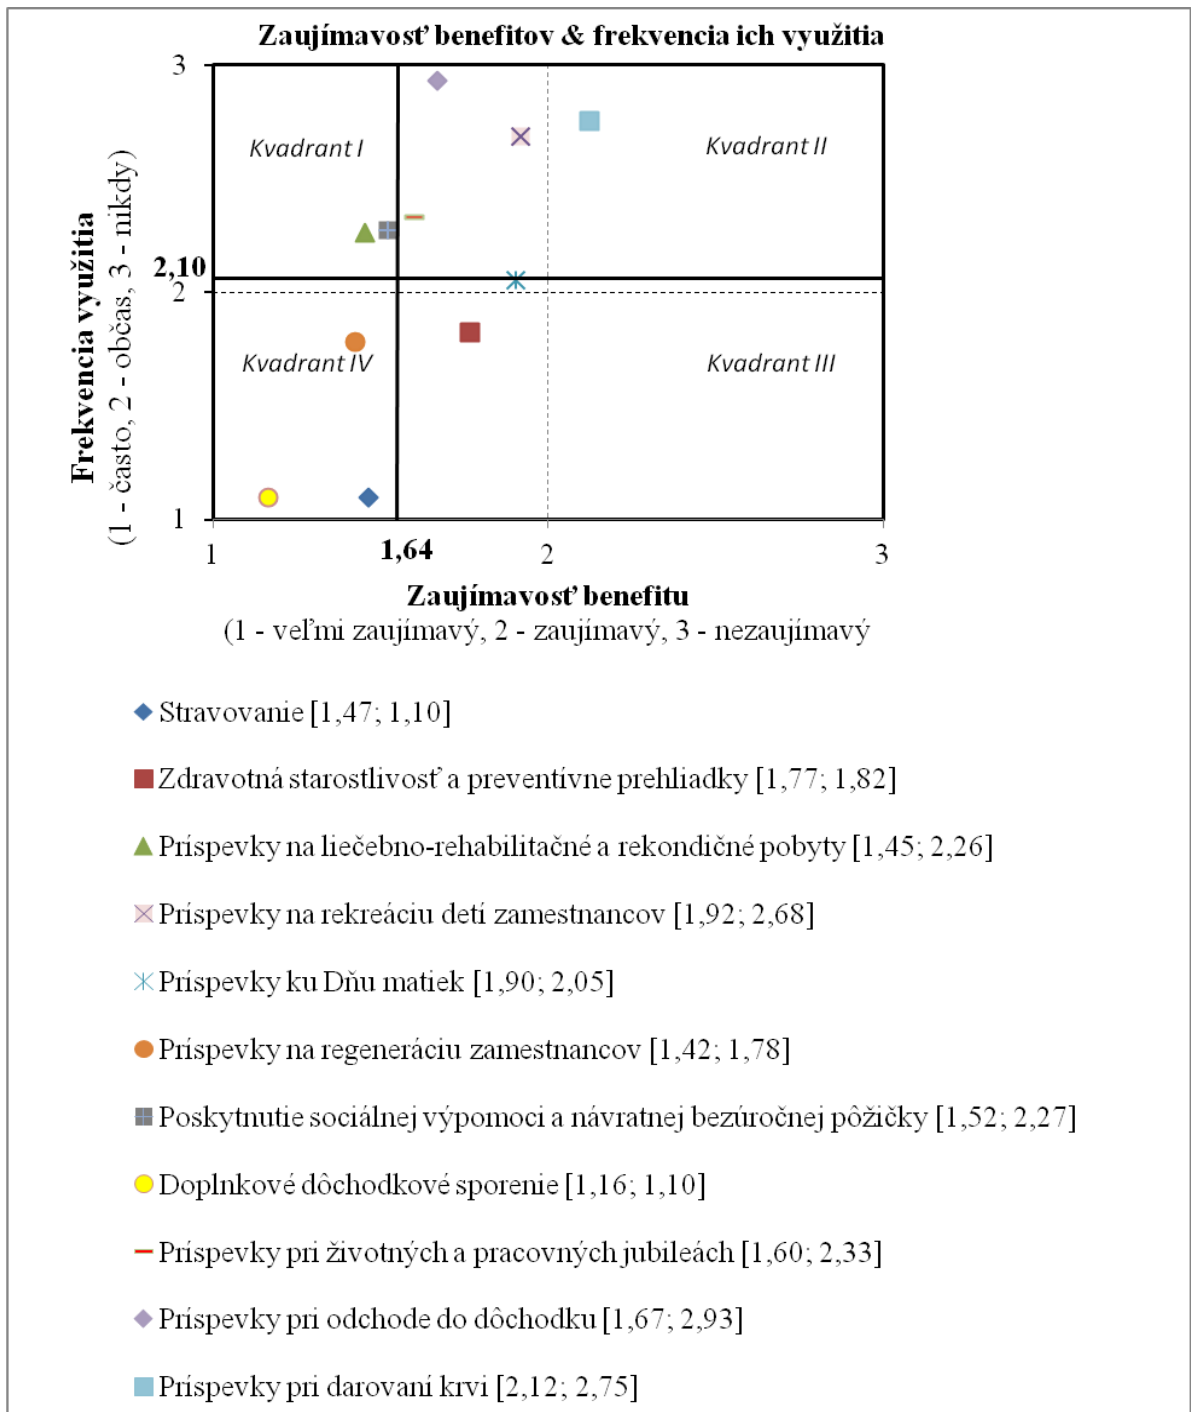 Zaujímavosť benefitov & frekvencia ich využitia
Frekvencia využitia
(1 - často, 2 - občas, 3 - nikdy)
3
Kvadrant I
Kvadrant II
2,10
2
Kvadrant IV
Kvadrant III
1
1
1,64
2
3
Zaujímavosť benefitu
(1 - veľmi zaujímavý, 2 - zaujímavý, 3 - nezaujímavý
Stravovanie [1,47; 1,10]
Zdravotná starostlivosť a preventívne prehliadky [1,77; 1,82]
Príspevky na liečebno-rehabilitačné a rekondičné pobyty [1,45; 2,26]
Príspevky na rekreáciu detí zamestnancov [1,92; 2,68]
Príspevky ku Dňu matiek [1,90; 2,05]
Príspevky na regeneráciu zamestnancov [1,42; 1,78]
Poskytnutie sociálnej výpomoci a návratnej bezúročnej pôžičky [1,52; 2,27]
Doplnkové dôchodkové sporenie [1,16; 1,10]
Príspevky pri životných a pracovných jubileách [1,60; 2,33]
Príspevky pri odchode do dôchodku [1,67; 2,93]
Príspevky pri darovaní krvi [2,12; 2,75]